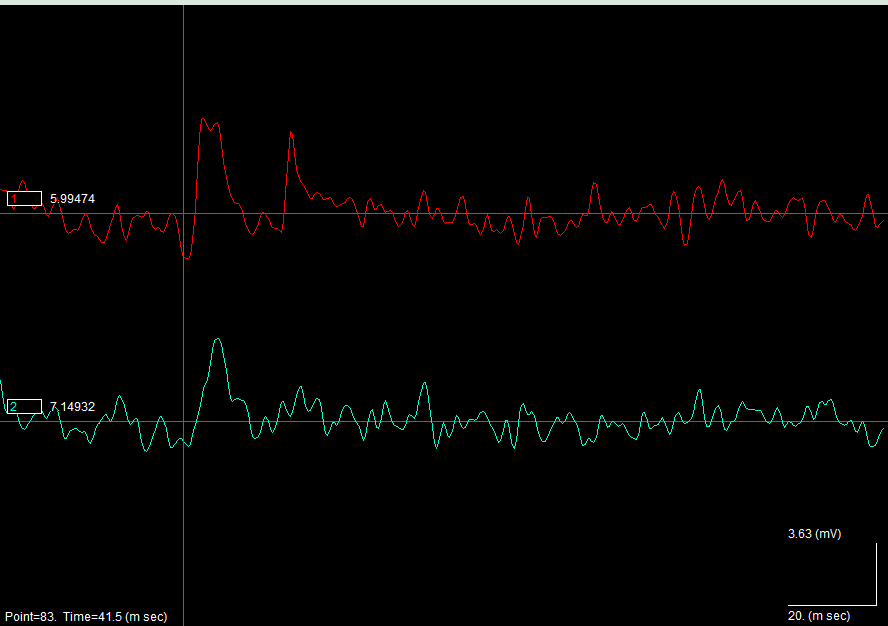 1 5.99474
2 7.14932
3.63 (mV)
20. (m sec)
Point=83. Time=41.5 (m sec)